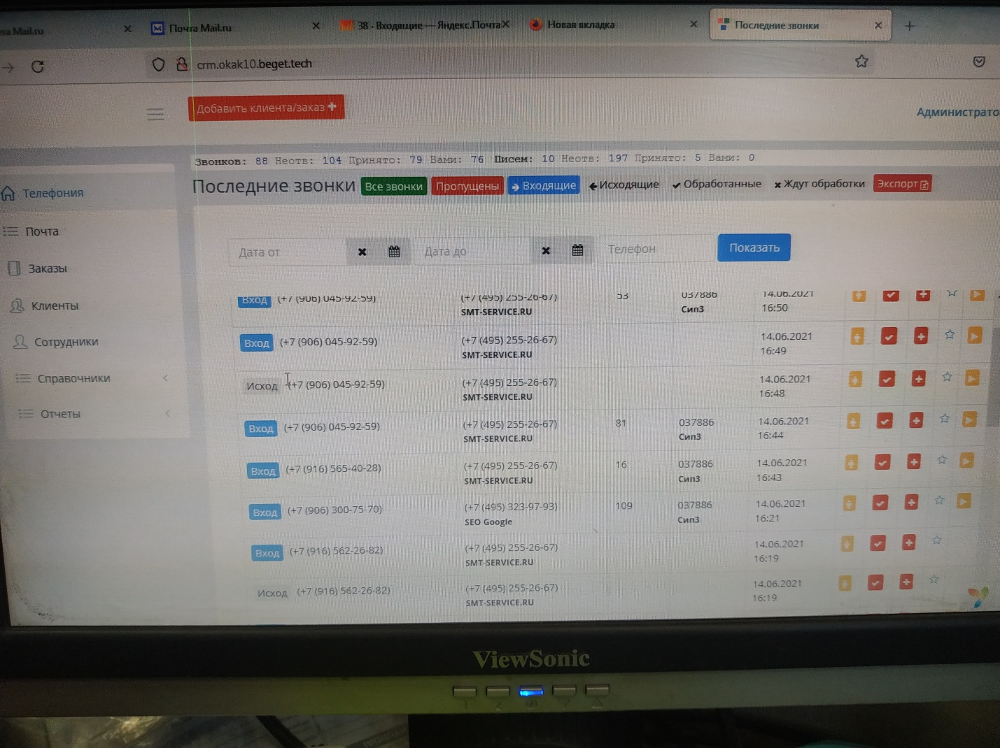 та Mail.ru
Почта Mail.ru
38 · Входящие — Яндекс.Почта
Новая вкладка
Последние звонки
crm.okak10.beget.tech
Добавить клиента/заказ
Администрато
Звонков: 88 Неотв: 104 Принято: 79 Вами: 76 Писем: 10 Неотв: 197 Принято: 5 Вами: 0
Последние звонки Все звонки Пропущены Входящие Исходящие Обработанные Ждут обработки Экспорт
Телефония
Почта
Заказы
Клиенты
Сотрудники
Справочники
Отчеты
Дата от Дата до Телефон Показать
Вход (+7 (906) 045-92-59) (+7 (495) 255-26-67) 53 037886 14.06.2021
SMT-SERVICE.RU Сип3 16:50
Вход (+7 (906) 045-92-59) (+7 (495) 255-26-67) 14.06.2021
SMT-SERVICE.RU 16:49
Исход (+7 (906) 045-92-59) (+7 (495) 255-26-67) 14.06.2021
SMT-SERVICE.RU 16:48
Вход (+7 (906) 045-92-59) (+7 (495) 255-26-67) 81 037886 14.06.2021
SMT-SERVICE.RU Сип3 16:44
Вход (+7 (916) 565-40-28) (+7 (495) 255-26-67) 16 037886 14.06.2021
SMT-SERVICE.RU Сип3 16:43
Вход (+7 (906) 300-75-70) (+7 (495) 323-97-93) 109 037886 14.06.2021
SEO Google Сип3 16:21
Вход (+7 (916) 562-26-82) (+7 (495) 255-26-67) 14.06.2021
SMT-SERVICE.RU 16:19
Исход (+7 (916) 562-26-82) (+7 (495) 255-26-67) 14.06.2021
SMT-SERVICE.RU 16:19
ViewSonic
1 2